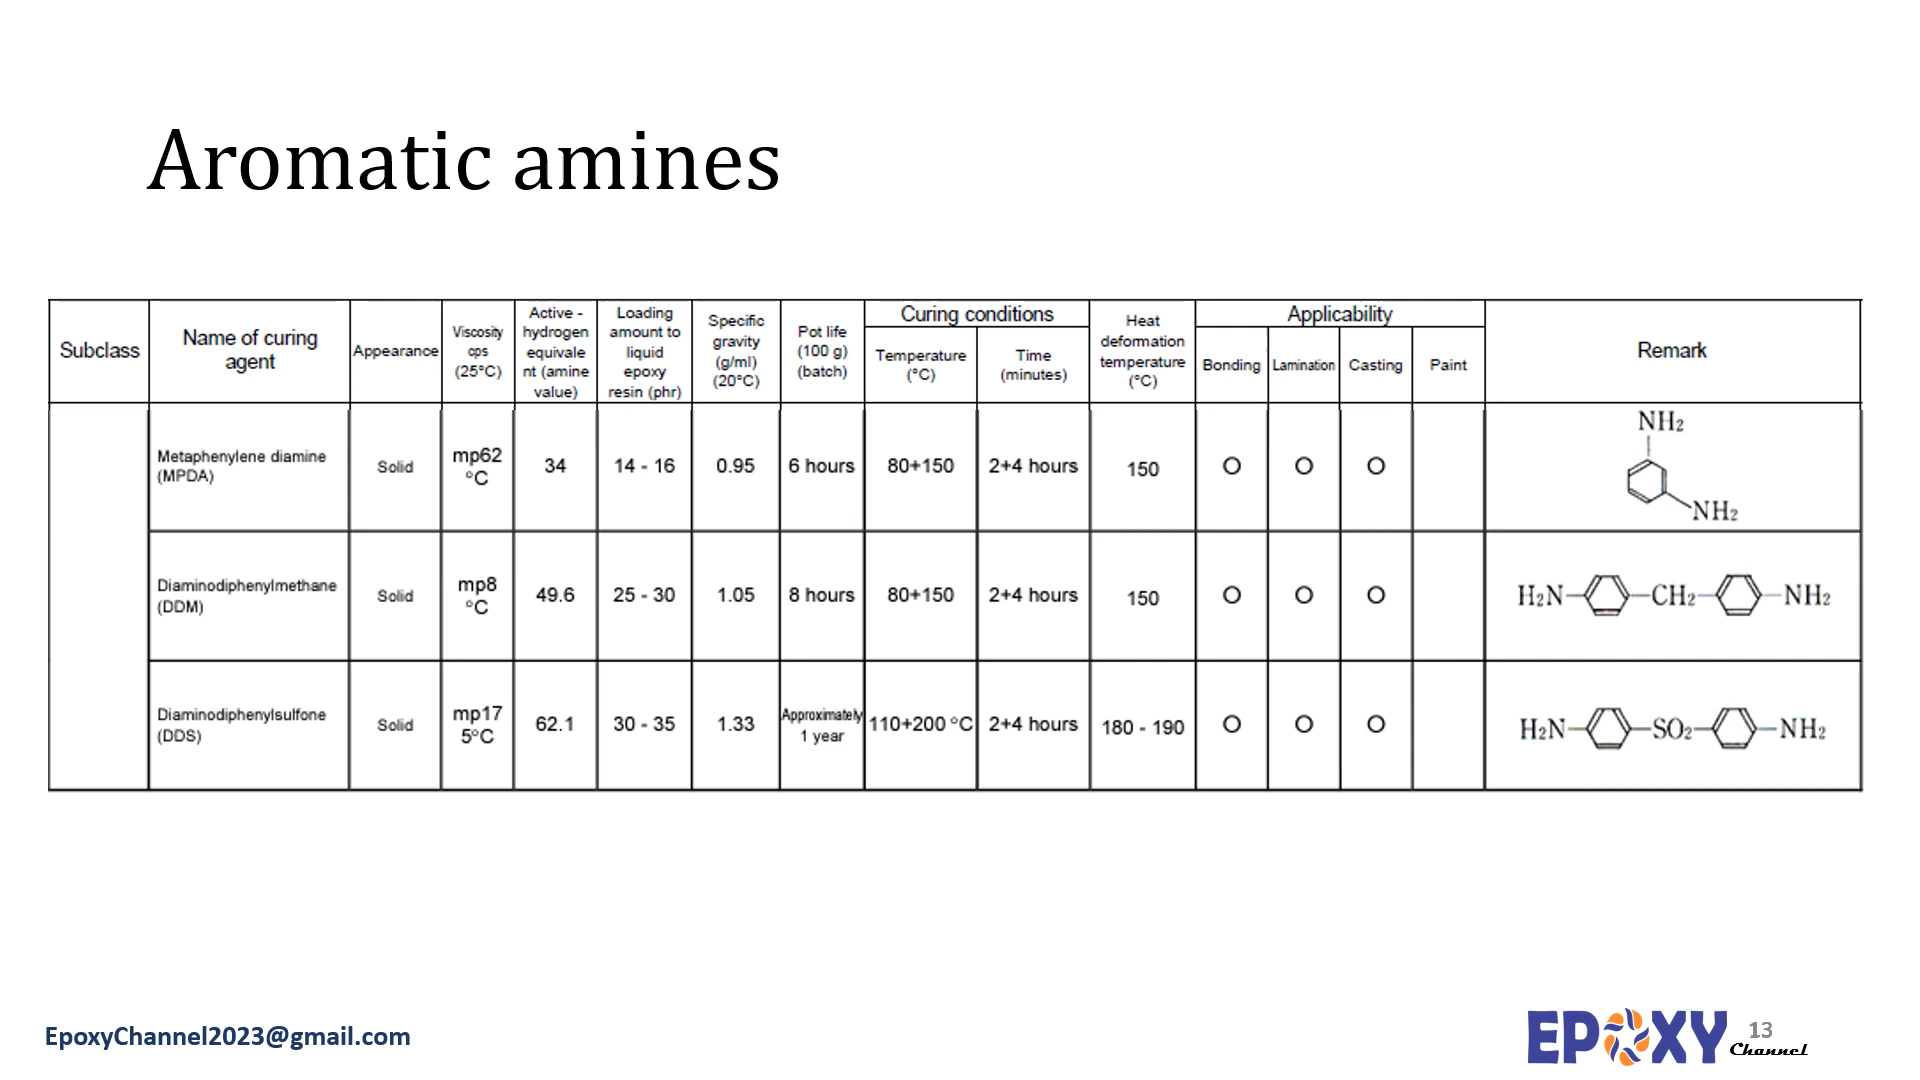 Aromatic amines
Subclass
Name of curing
agent
Appearance
Viscosity
cps
(25°C)
Active -
hydrogen
equivale
nt (amine
value)
Loading
amount to
liquid
epoxy
resin (phr)
Specific
gravity
(g/ml)
(20°C)
Pot life
(100 g)
(batch)
Curing conditions
Temperature
(°C)
Time
(minutes)
Heat
deformation
temperature
(°C)
Applicability
Bonding
Lamination
Casting
Paint
Remark
Metaphenylene diamine
(MPDA)
Solid
mp62
°C
34
14 - 16
0.95
6 hours
80+150
2+4 hours
150
O
O
O
NH₂
NH₂
Diaminodiphenylmethane
(DDM)
Solid
mp8
°C
49.6
25 - 30
1.05
8 hours
80+150
2+4 hours
150
O
O
O
H₂N CH₂ NH₂
Diaminodiphenylsulfone
(DDS)
Solid
mp17
5°C
62.1
30 - 35
1.33
Approximately
1 year
110+200 °C
2+4 hours
180 - 190
O
O
O
H₂N SO₂ NH₂
EpoxyChannel2023@gmail.com
EPOXY
Channel
13